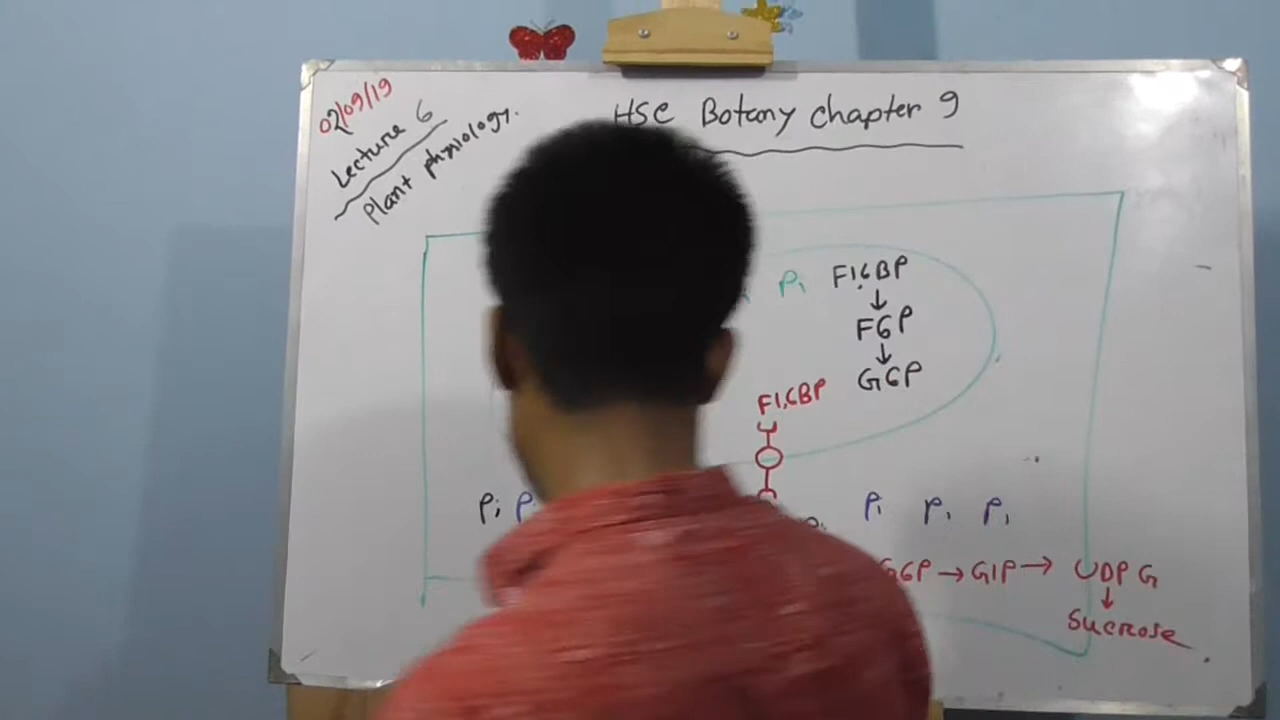 02/09/19
Lecture 6
Plant physiology.
HSC Botany chapter 9
Pi F1,6BP
↓
F6P
↓
G6P
F1,6BP
Pi Pi Pi Pi
G6P → G1P → UDP G
↓
Sucrose